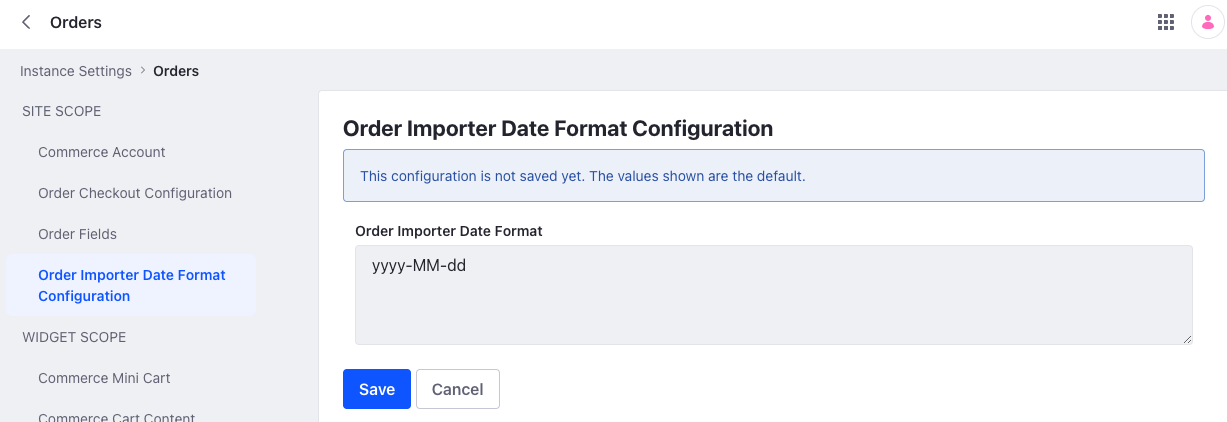 Orders
Instance Settings > Orders
SITE SCOPE
Commerce Account
Order Checkout Configuration
Order Fields
Order Importer Date Format
Configuration
WIDGET SCOPE
Commerce Mini Cart
Commerce Cart Content
Order Importer Date Format Configuration
This configuration is not saved yet. The values shown are the default.
Order Importer Date Format
yyyy-MM-dd
Save Cancel